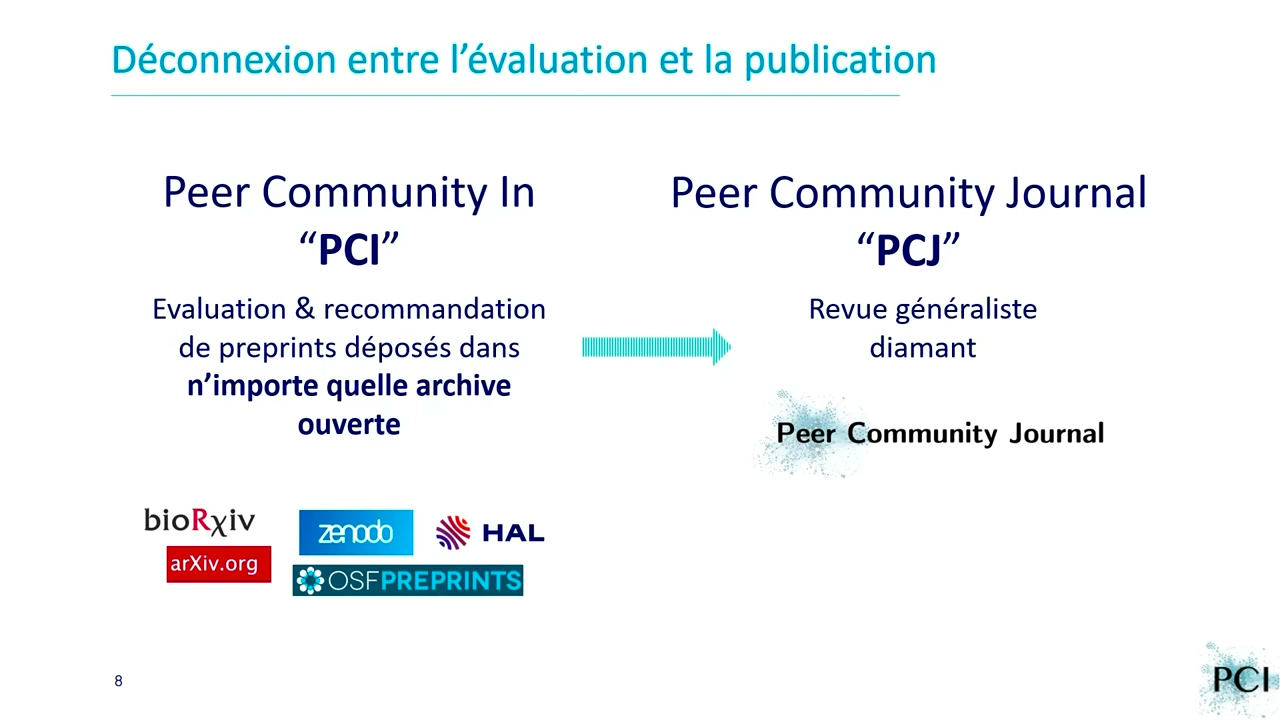 Déconnexion entre l’évaluation et la publication
Peer Community In
“PCI”
Evaluation & recommandation
de preprints déposés dans
n’importe quelle archive
ouverte
bioRχiv
arXiv.org
zenodo
HAL
OSFPREPRINTS
Peer Community Journal
“PCJ”
Revue généraliste
diamant
Peer Community Journal
8
PCI